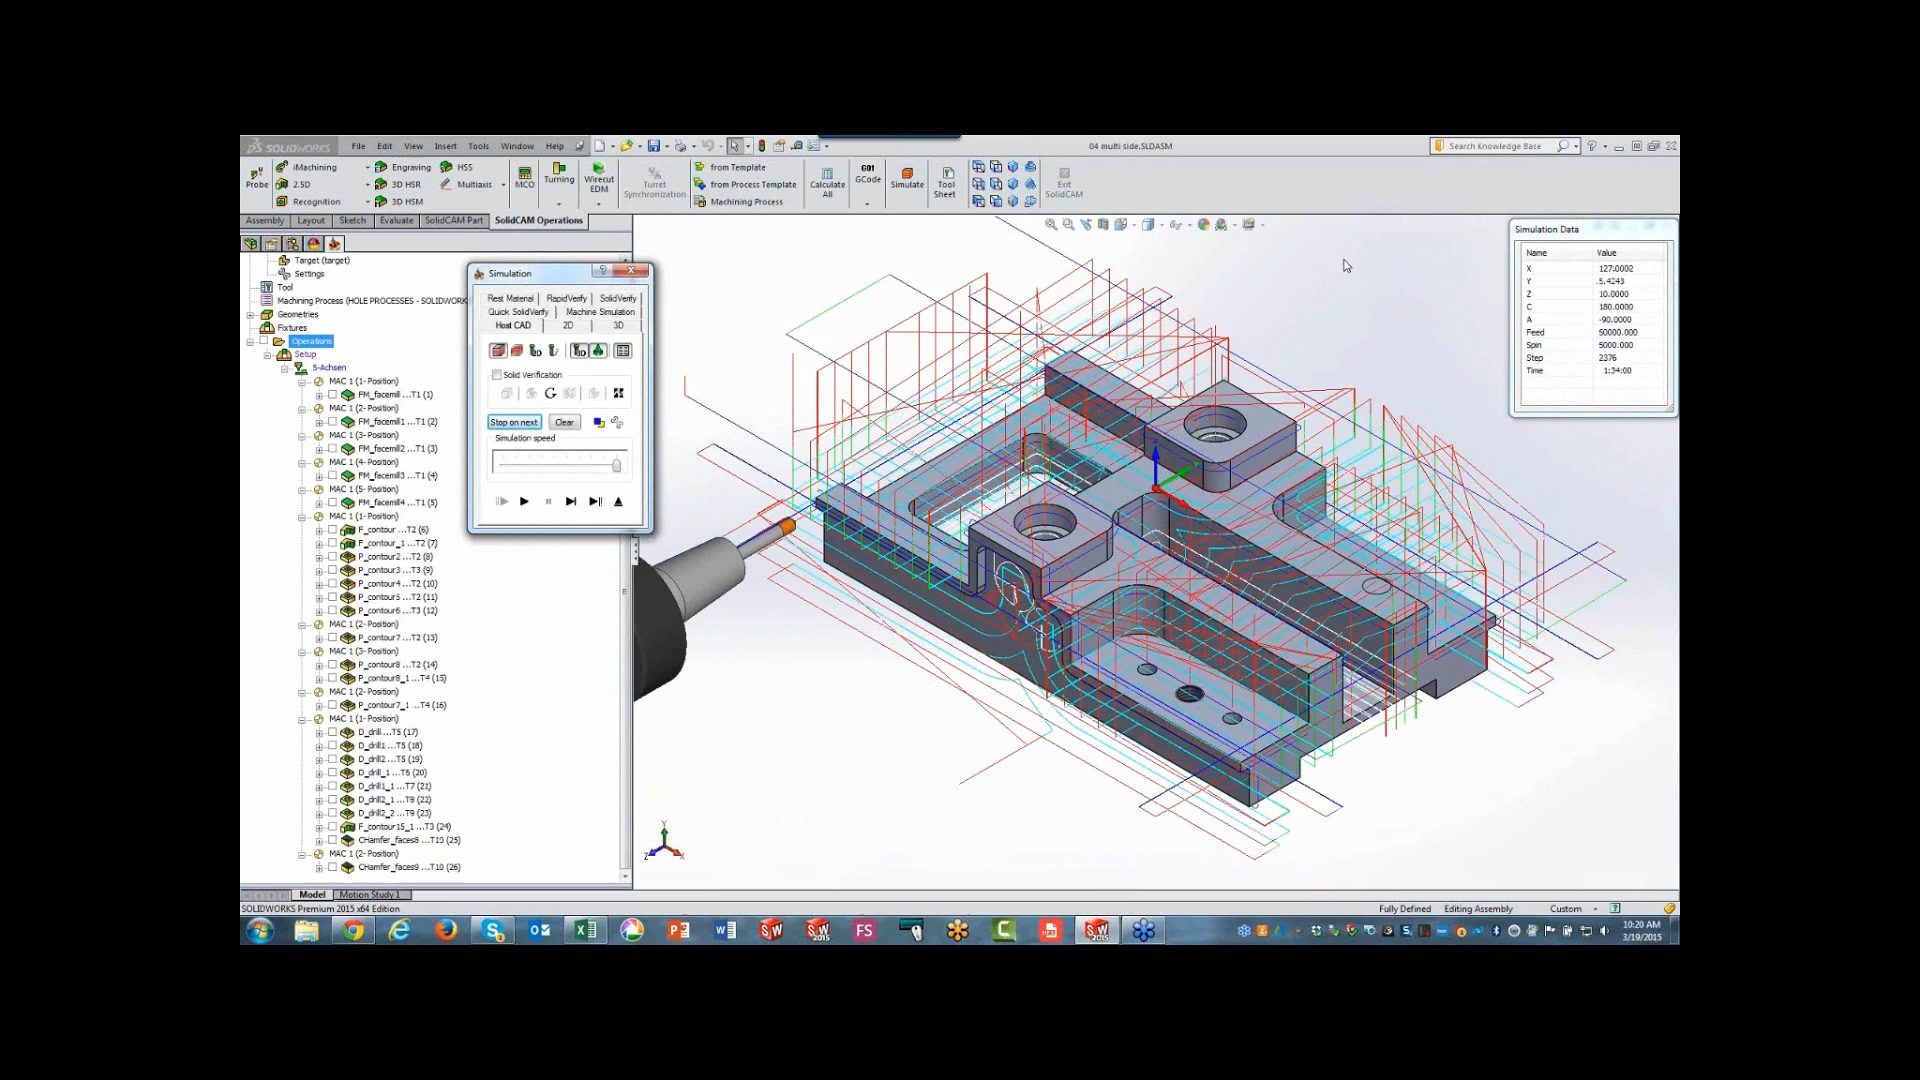 SOLIDWORKS File Edit View Insert Tools Window Help 04 multi side.SLDASM Search Knowledge Base
Probe iMachining Engraving HSS MCO Turning Wirecut EDM Turret Synchronization from Template Calculate All G01 GCode Simulate Tool Sheet Exit SolidCAM
2.5D 3D HSR Multiaxis from Process Template
Recognition 3D HSM Machining Process
Assembly Layout Sketch Evaluate SolidCAM Part SolidCAM Operations
Target (target)
Settings
Tool
Machining Process (HOLE PROCESSES - SOLIDWORK
Geometries
Fixtures
Operations
Setup
5-Achsen
MAC 1 (1- Position)
FM_facemill ...T1 (1)
MAC 1 (2- Position)
FM_facemill1 ...T1 (2)
MAC 1 (3- Position)
FM_facemill2 ...T1 (3)
MAC 1 (4- Position)
FM_facemill3 ...T1 (4)
MAC 1 (5- Position)
FM_facemill4 ...T1 (5)
MAC 1 (1- Position)
F_contour ...T2 (6)
F_contour_1 ...T2 (7)
P_contour2 ...T2 (8)
P_contour3 ...T3 (9)
P_contour4 ...T2 (10)
P_contour5 ...T2 (11)
P_contour6 ...T3 (12)
MAC 1 (2- Position)
P_contour7 ...T2 (13)
MAC 1 (3- Position)
P_contour8 ...T2 (14)
P_contour8_1 ...T4 (15)
MAC 1 (2- Position)
P_contour7_1 ...T4 (16)
MAC 1 (1- Position)
D_drill ...T5 (17)
D_drill1 ...T5 (18)
D_drill2 ...T5 (19)
D_drill_1 ...T6 (20)
D_drill1_1 ...T7 (21)
D_drill2_1 ...T8 (22)
D_drill2_2 ...T9 (23)
F_contour15_1 ...T3 (24)
CHamfer_faces8 ...T10 (25)
MAC 1 (2- Position)
CHamfer_faces9 ...T10 (26)
Simulation
Rest Material RapidVerify SolidVerify
Quick SolidVerify Machine Simulation
Host CAD 2D 3D
Solid Verification
Stop on next Clear
Simulation speed
Simulation Data
Name Value
X 127.0002
Y .5.4243
Z 10.0000
C 180.0000
A -90.0000
Feed 50000.000
Spin 5000.000
Step 2376
Time 1:34:00
Y
Z X
Model Motion Study 1
SOLIDWORKS Premium 2015 x64 Edition Fully Defined Editing Assembly Custom
10:20 AM
3/19/2015